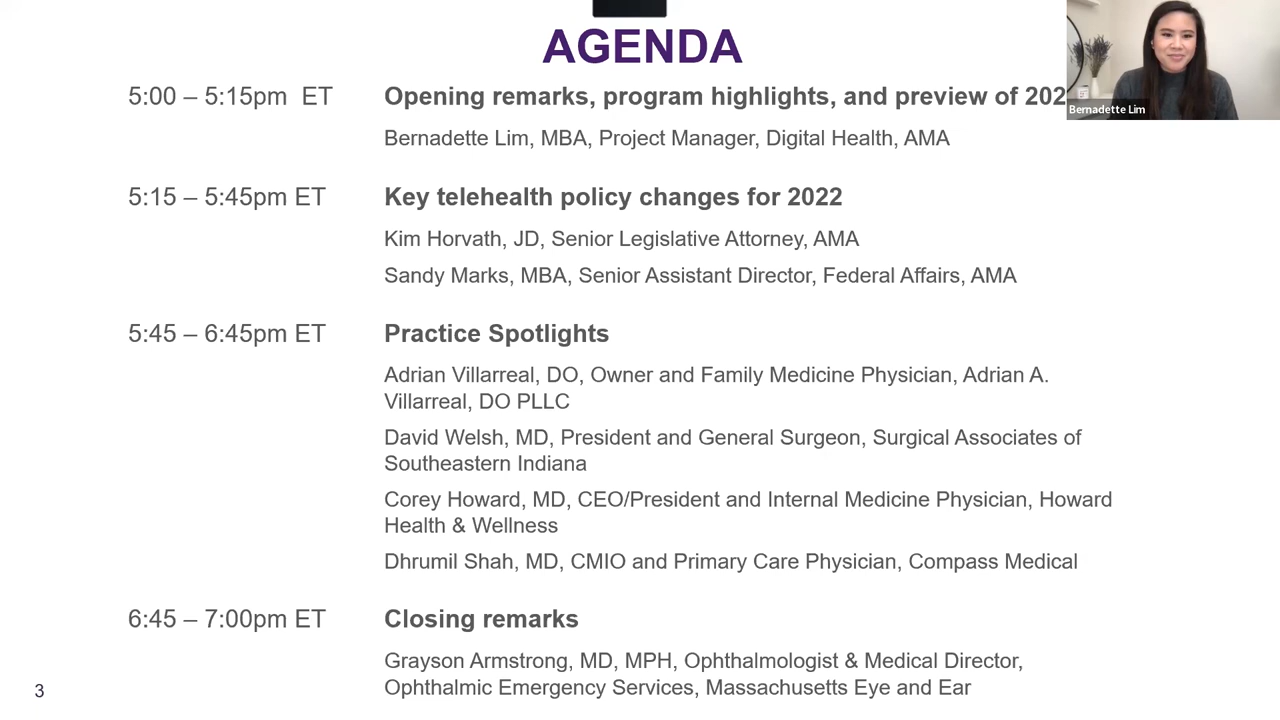 AGENDA
5:00 – 5:15pm ET
Opening remarks, program highlights, and preview of 202
Bernadette Lim
Bernadette Lim, MBA, Project Manager, Digital Health, AMA
5:15 – 5:45pm ET
Key telehealth policy changes for 2022
Kim Horvath, JD, Senior Legislative Attorney, AMA
Sandy Marks, MBA, Senior Assistant Director, Federal Affairs, AMA
5:45 – 6:45pm ET
Practice Spotlights
Adrian Villarreal, DO, Owner and Family Medicine Physician, Adrian A.
Villarreal, DO PLLC
David Welsh, MD, President and General Surgeon, Surgical Associates of
Southeastern Indiana
Corey Howard, MD, CEO/President and Internal Medicine Physician, Howard
Health & Wellness
Dhrumil Shah, MD, CMIO and Primary Care Physician, Compass Medical
6:45 – 7:00pm ET
Closing remarks
Grayson Armstrong, MD, MPH, Ophthalmologist & Medical Director,
Ophthalmic Emergency Services, Massachusetts Eye and Ear
3